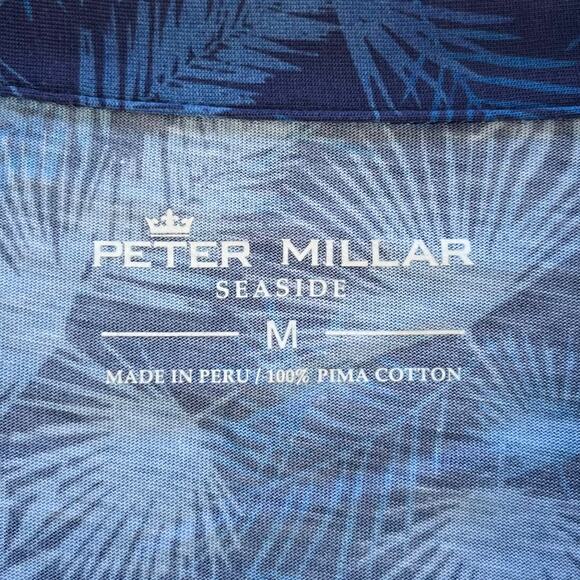 PETER MILLAR
SEASIDE
M
MADE IN PERU / 100% PIMA COTTON